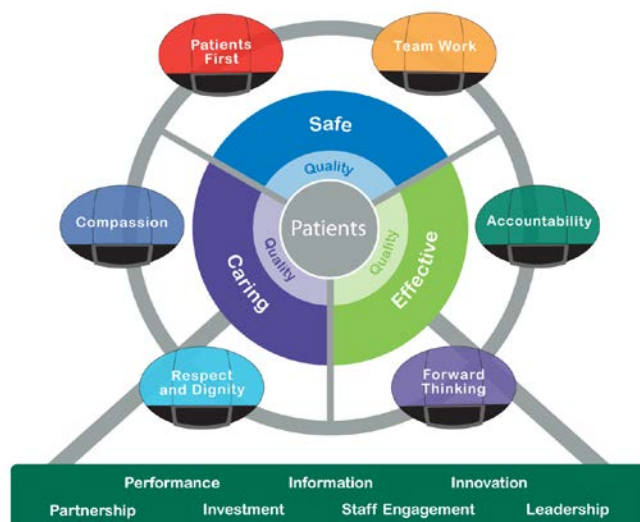 Patients
First
Team Work
Safe
Quality
Compassion
Patients
Accountability
Caring
Quality
Quality
Effective
Respect
and Dignity
Forward
Thinking
Performance Information Innovation
Partnership Investment Staff Engagement Leadership